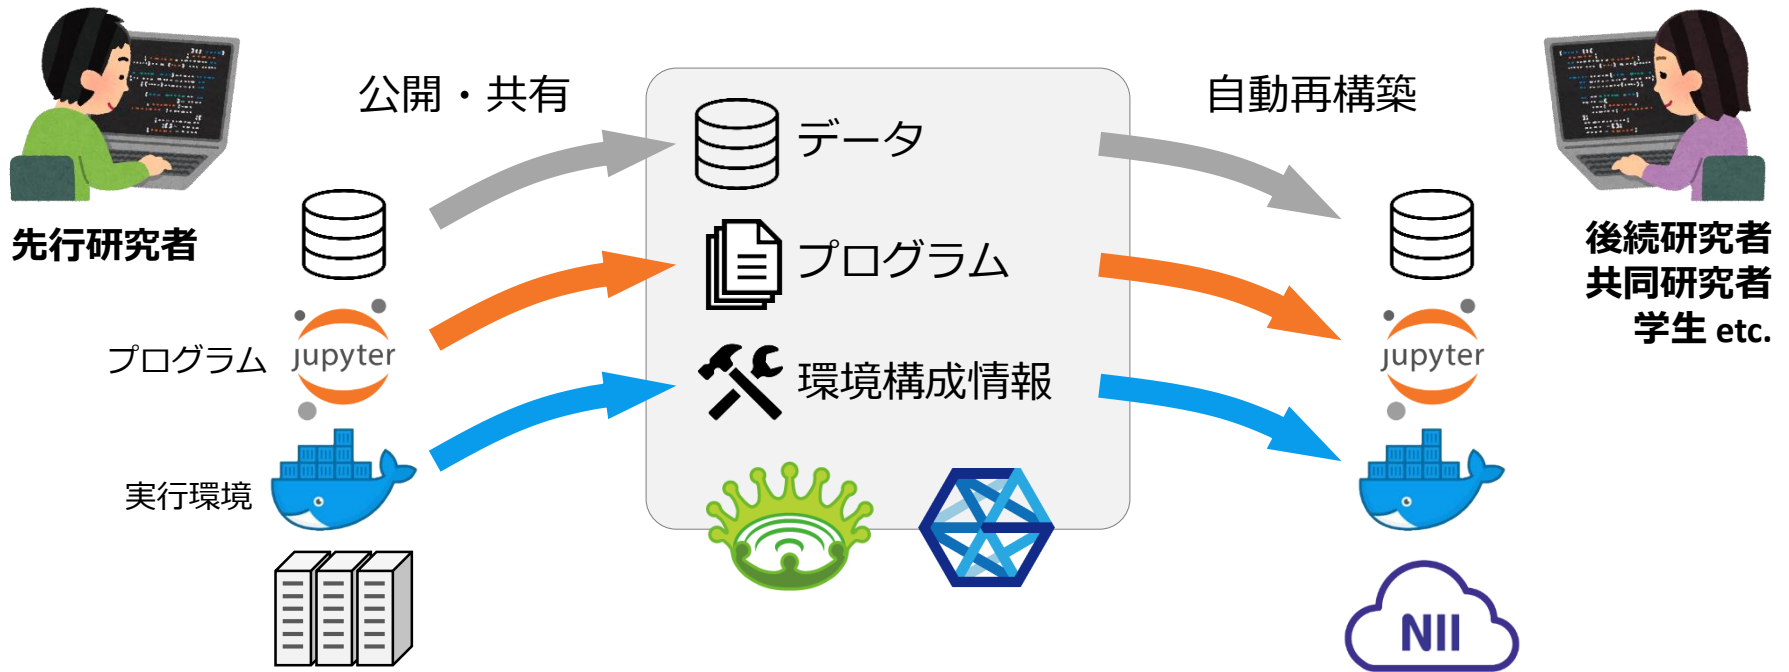 公開・共有
自動再構築
データ
先行研究者
プログラム
後続研究者
共同研究者
学生 etc.
プログラム
jupyter
jupyter
環境構成情報
実行環境
NII